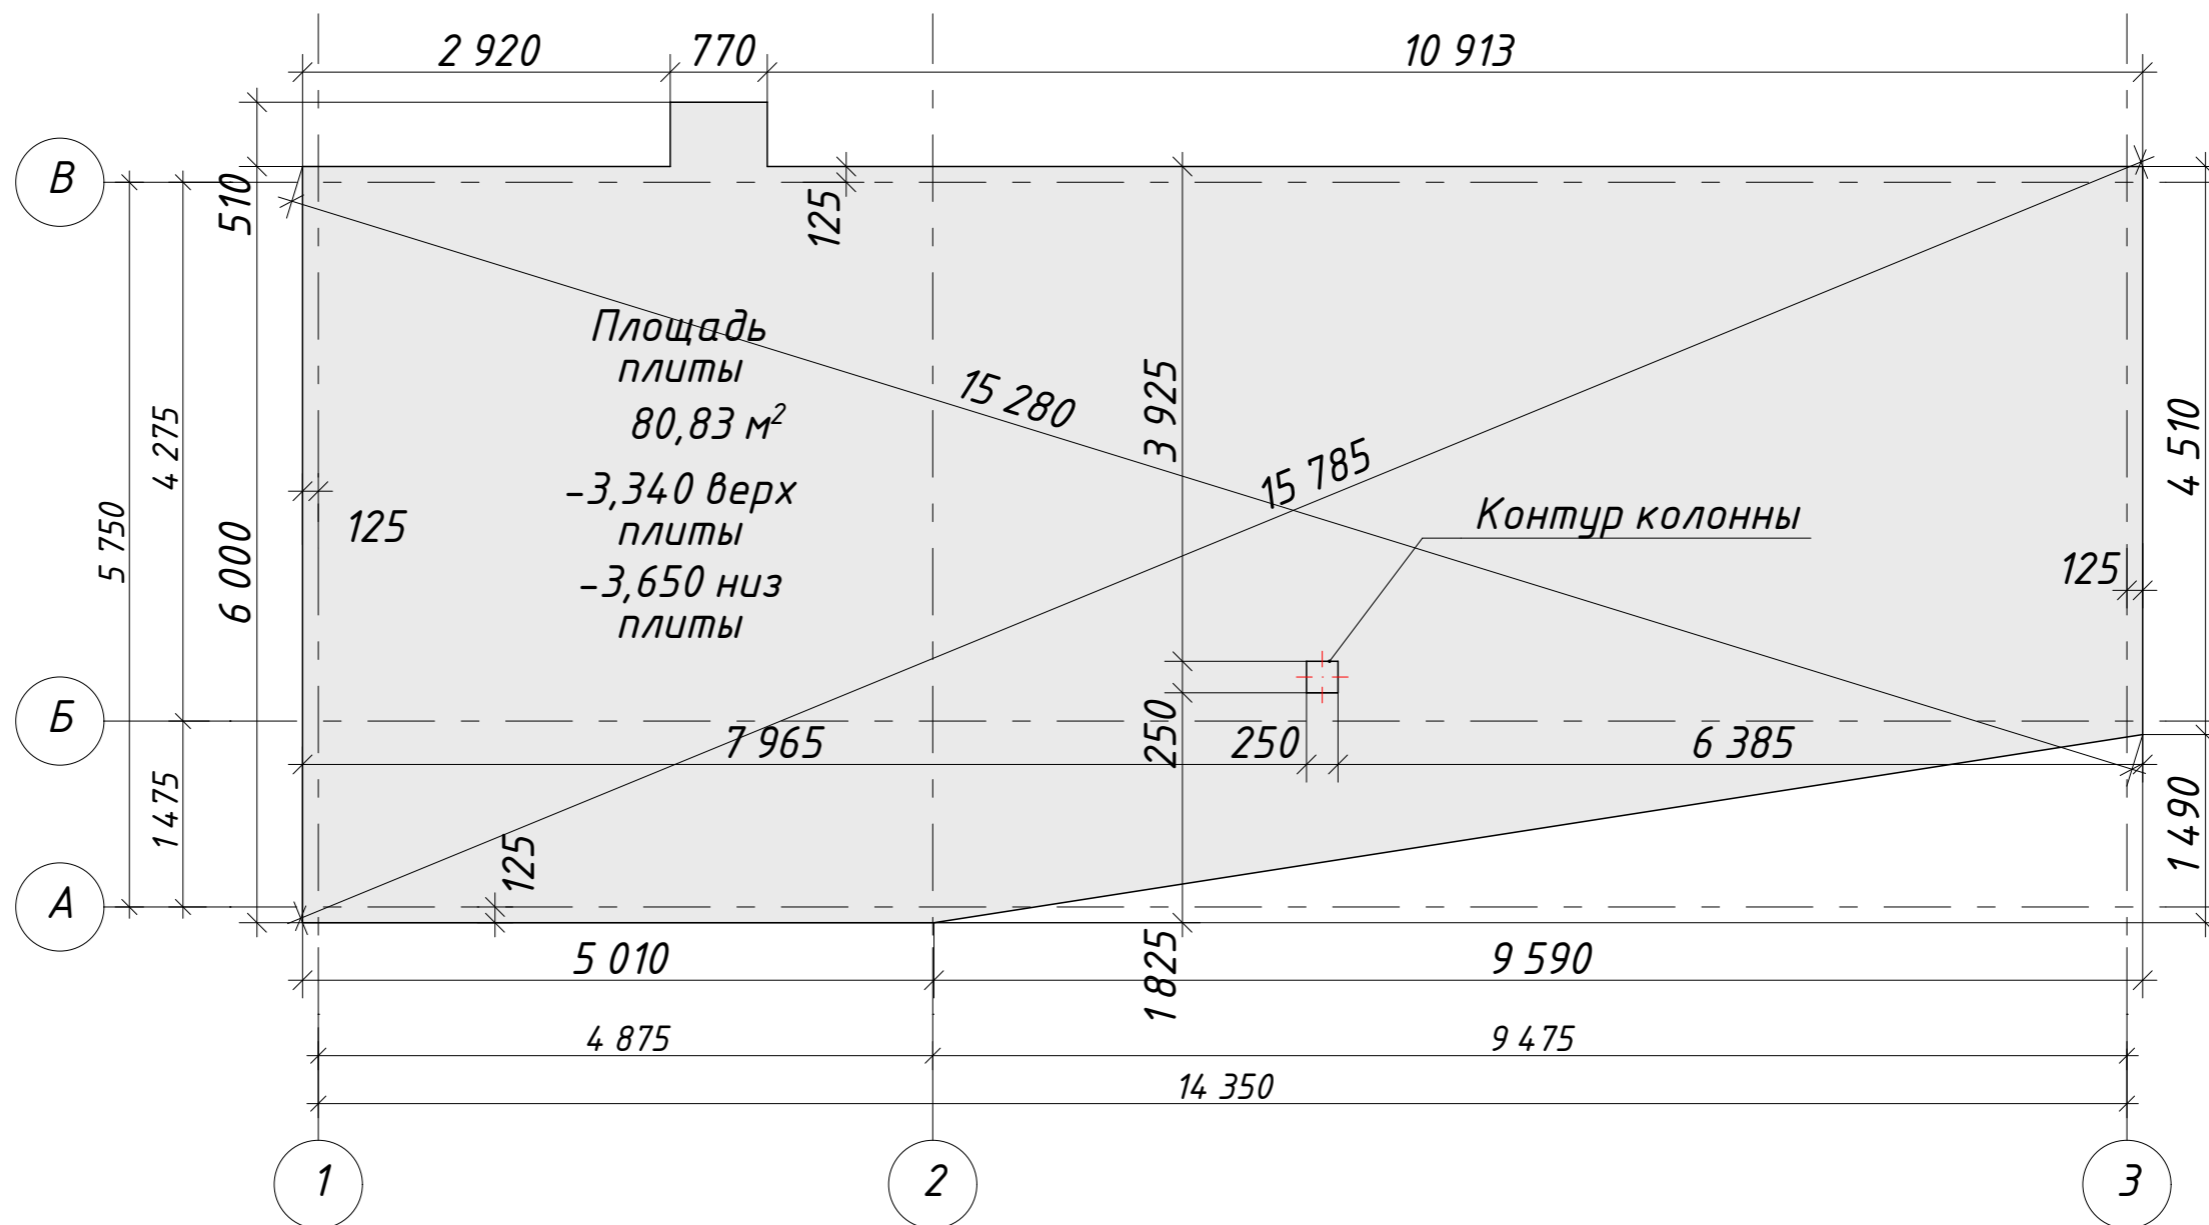 2 920
770
10 913
В
510
125
Площадь
плиты
80,83 м²
-3,340 верх
плиты
-3,650 низ
плиты
15 280
3 925
15 785
Контур колонны
4 510
4 275
5 750
6 000
125
125
Б
7 965
250
250
6 385
1 475
125
1 490
А
5 010
1 825
9 590
4 875
9 475
14 350
1
2
3